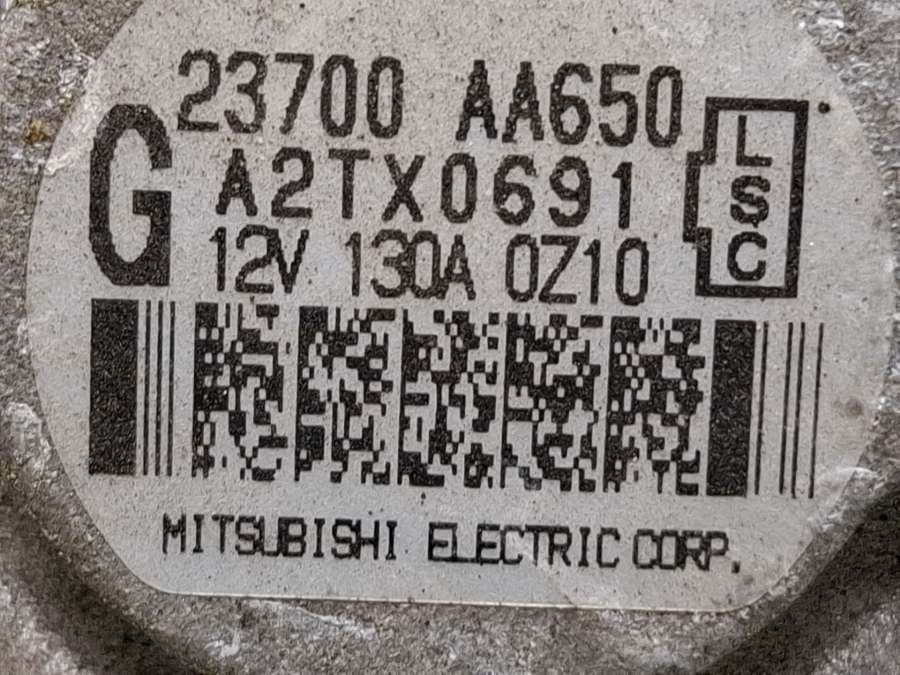 23700 AA650
G
A2TX0691
12V 130A 0Z10
L
S
C
MITSUBISHI ELECTRIC CORP.